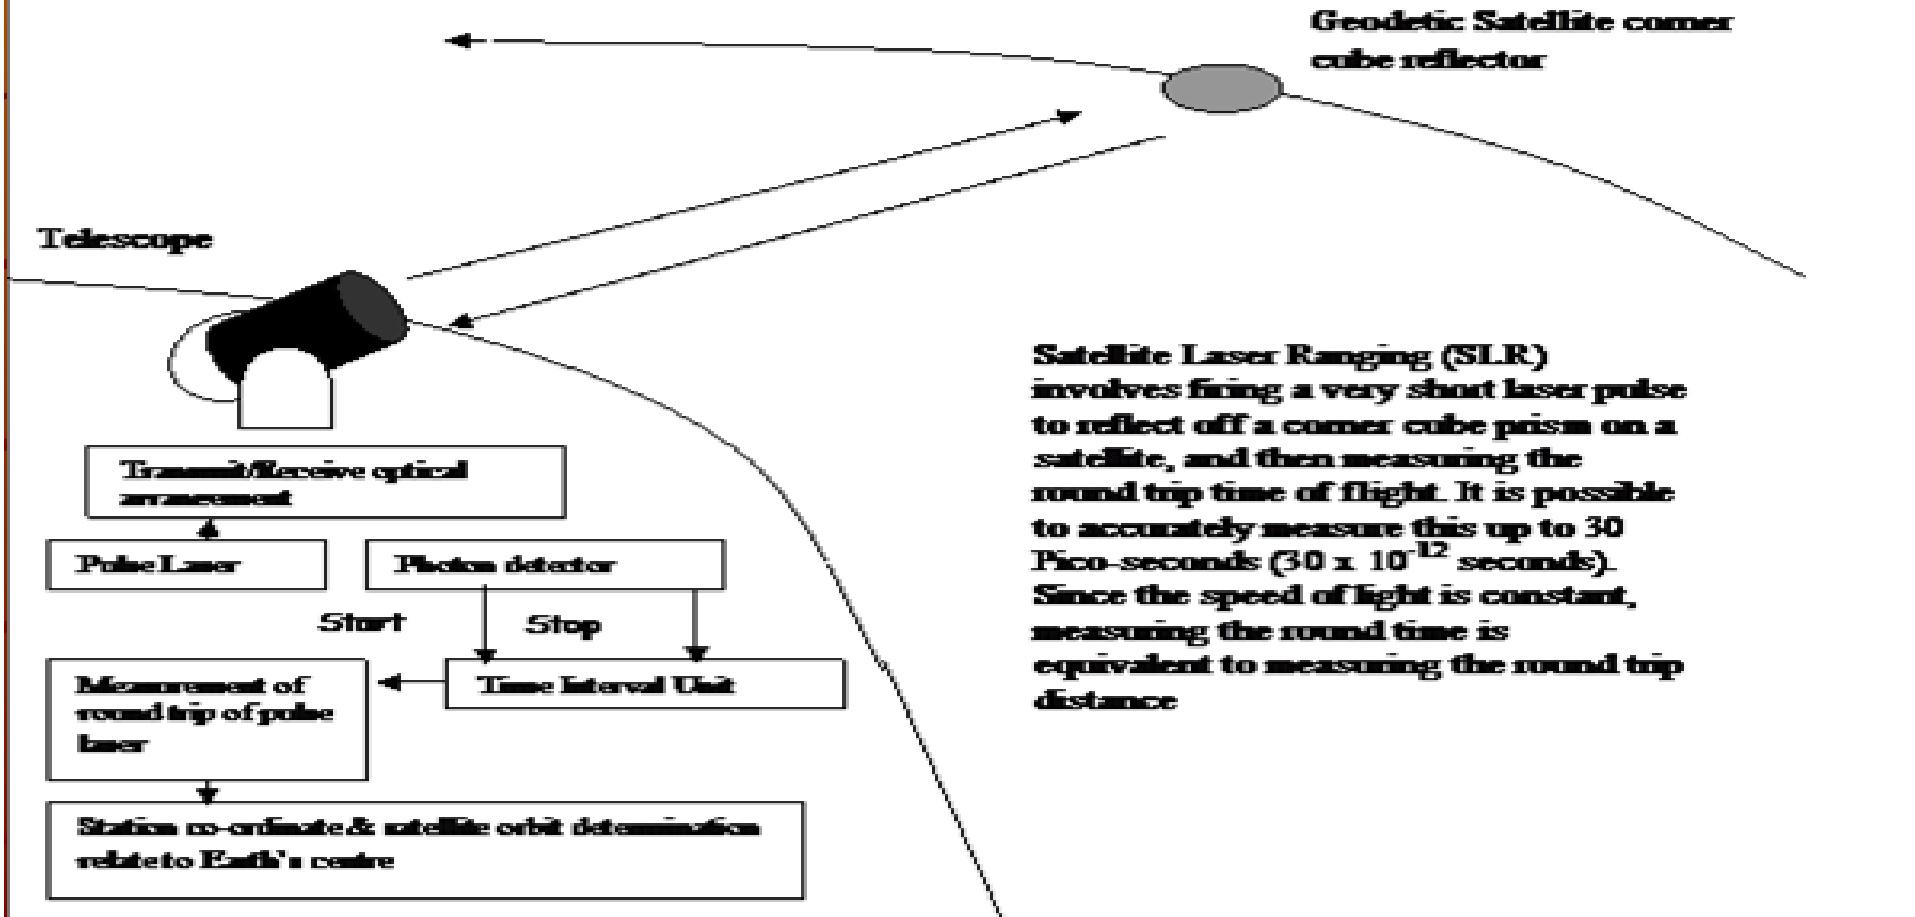 Geodetic Satellite corner
cube reflector
Telescope
Satellite Laser Ranging (SLR)
involves firing a very short laser pulse
to reflect off a corner cube prism on a
satellite, and then measuring the
round trip time of flight. It is possible
to accurately measure this up to 30
Pico-seconds (30 x 10-12 seconds).
Since the speed of light is constant,
measuring the round time is
equivalent to measuring the round trip
distance
Transmit/Receive optical
arrangement
Pulse Laser
Photon detector
Start
Stop
Time Interval Unit
Measurement of
round trip of pulse
laser
Station co-ordinate & satellite orbit determination
relate to Earth's centre